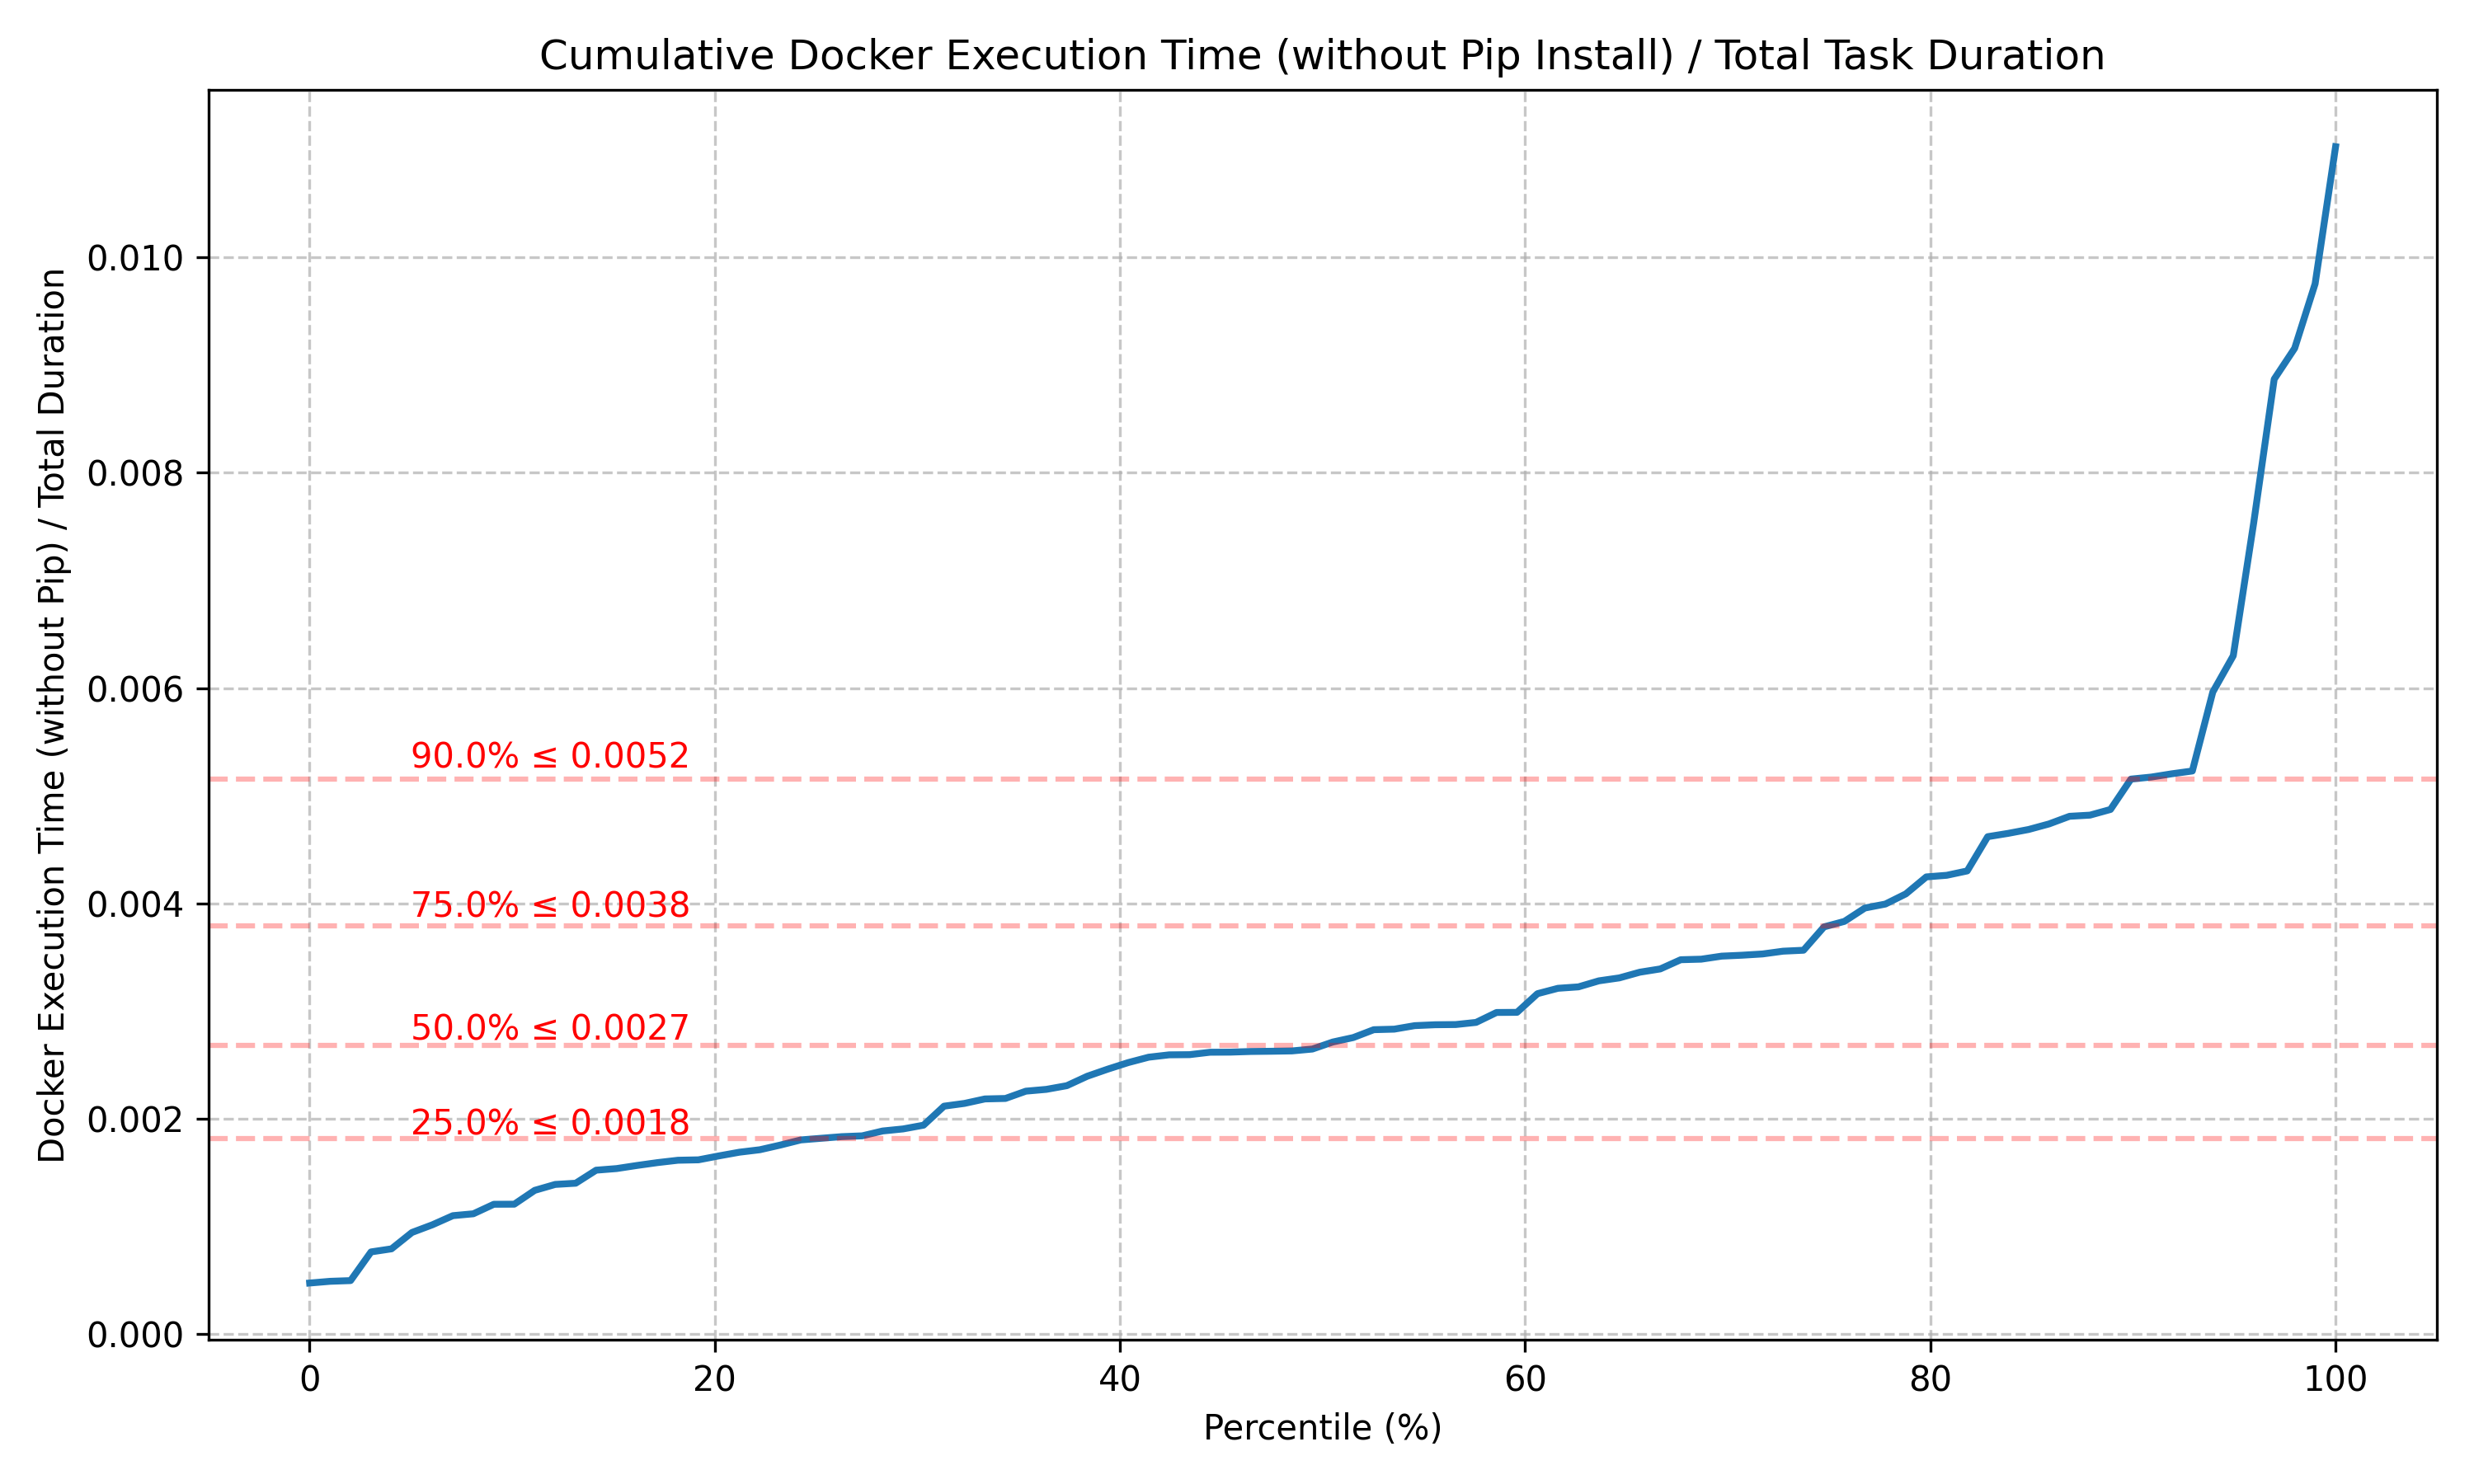 Cumulative Docker Execution Time (without Pip Install) / Total Task Duration
Docker Execution Time (without Pip) / Total Duration
0.010
0.008
0.006
0.004
0.002
0.000
90.0% ≤ 0.0052
75.0% ≤ 0.0038
50.0% ≤ 0.0027
25.0% ≤ 0.0018
0 20 40 60 80 100
Percentile (%)